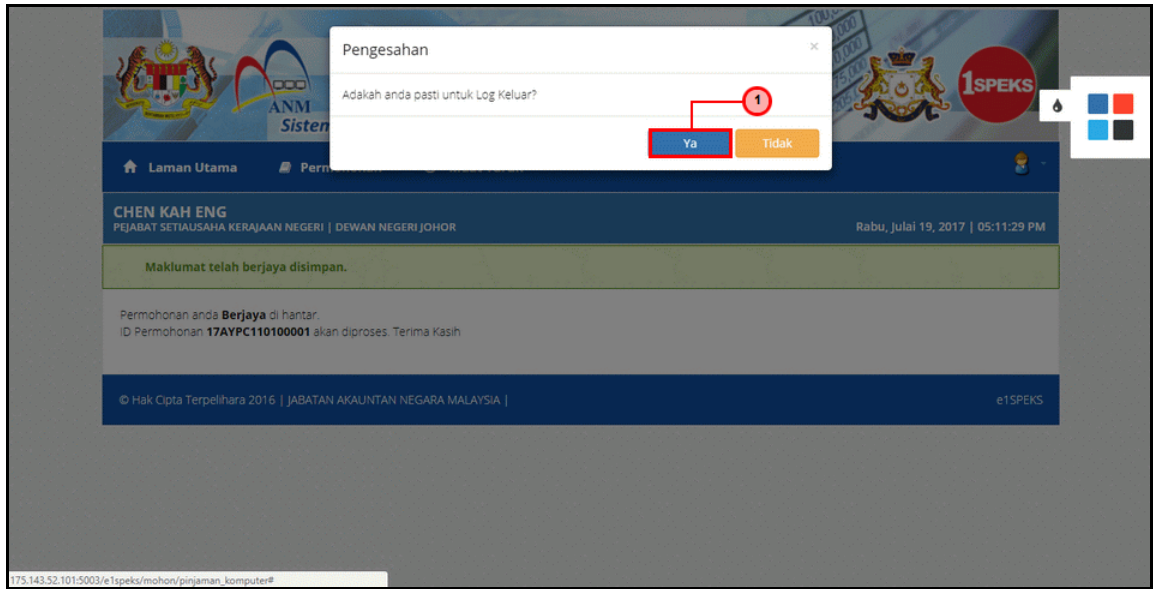 Pengesahan
×
Adakah anda pasti untuk Log Keluar?
1
Ya
Tidak
ANM
Sistem
1SPEKS
Laman Utama
CHEN KAH ENG
PEJABAT SETIAUSAHA KERAJAAN NEGERI | DEWAN NEGERI JOHOR
Rabu, Julai 19, 2017 | 05:11:29 PM
Maklumat telah berjaya disimpan.
Permohonan anda Berjaya di hantar.
ID Permohonan 17AYPC110100001 akan diproses. Terima Kasih
© Hak Cipta Terpelihara 2016 | JABATAN AKAUNTAN NEGARA MALAYSIA |
e1SPEKS
175.143.52.101:5003/e1speks/mohon/pinjaman_komputer#